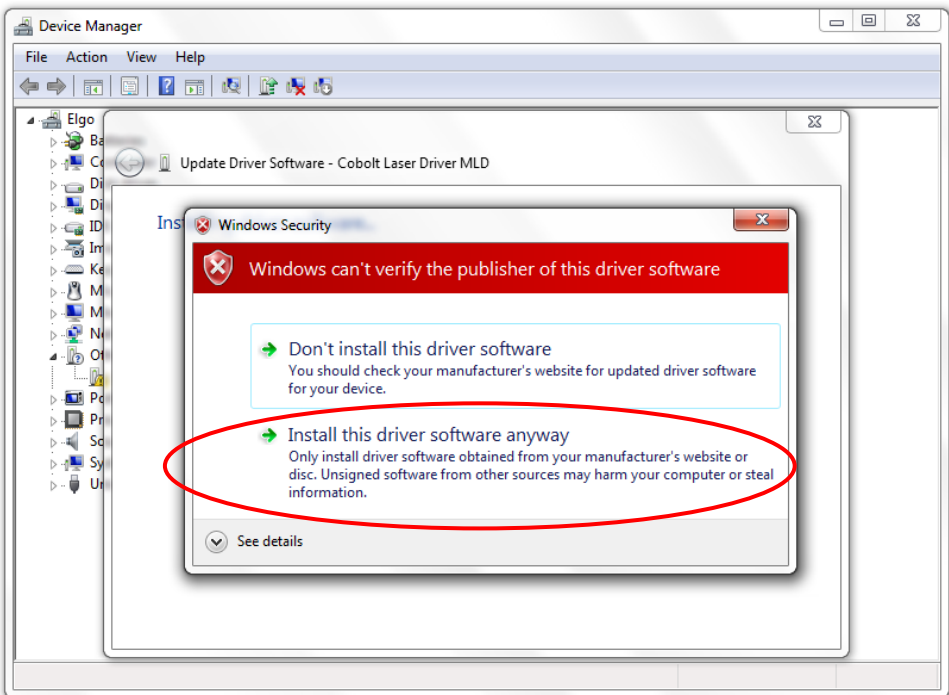 Device Manager
File Action View Help
Elgo
Update Driver Software - Cobolt Laser Driver MLD
Windows Security
Windows can't verify the publisher of this driver software
Don't install this driver software
You should check your manufacturer's website for updated driver software
for your device.
Install this driver software anyway
Only install driver software obtained from your manufacturer's website or
disc. Unsigned software from other sources may harm your computer or steal
information.
See details